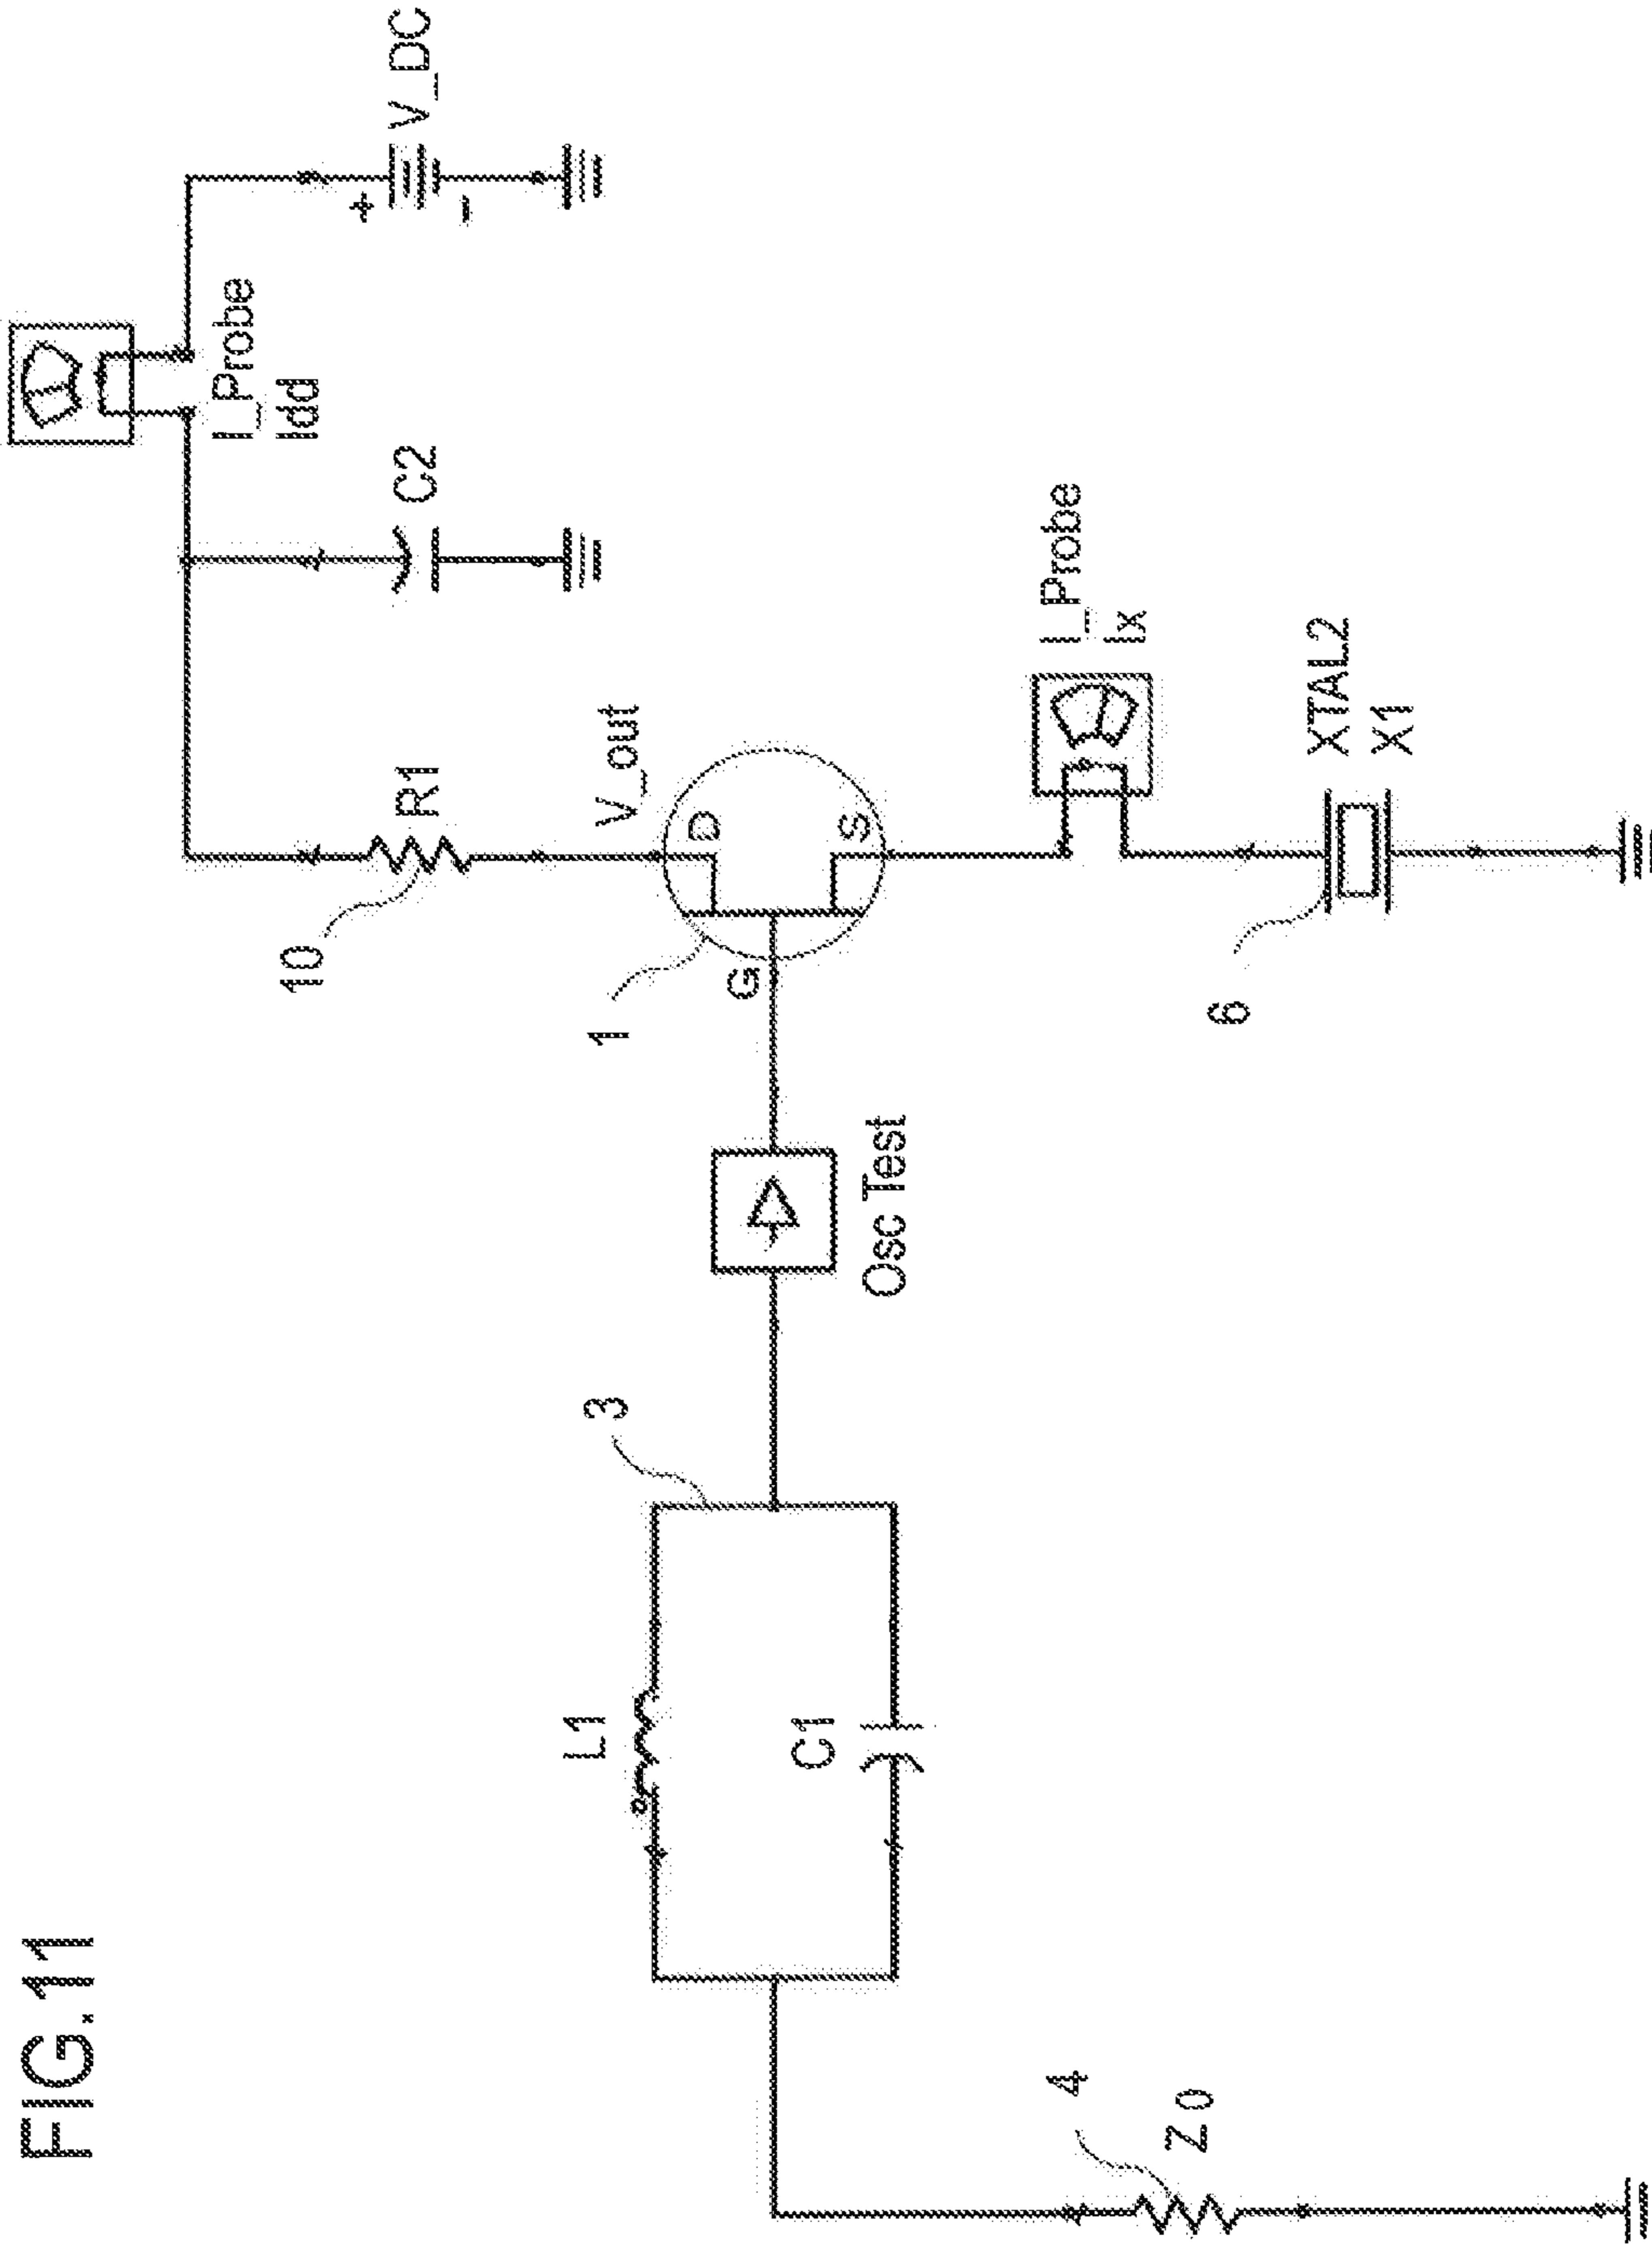 FIG.11
I_Probe
Idd
V_DC
+
-
C2
R1
10
V_out
D
G
S
1
I_Probe
Ix
XTAL2
X1
6
Osc Test
3
L1
C1
4
Z0